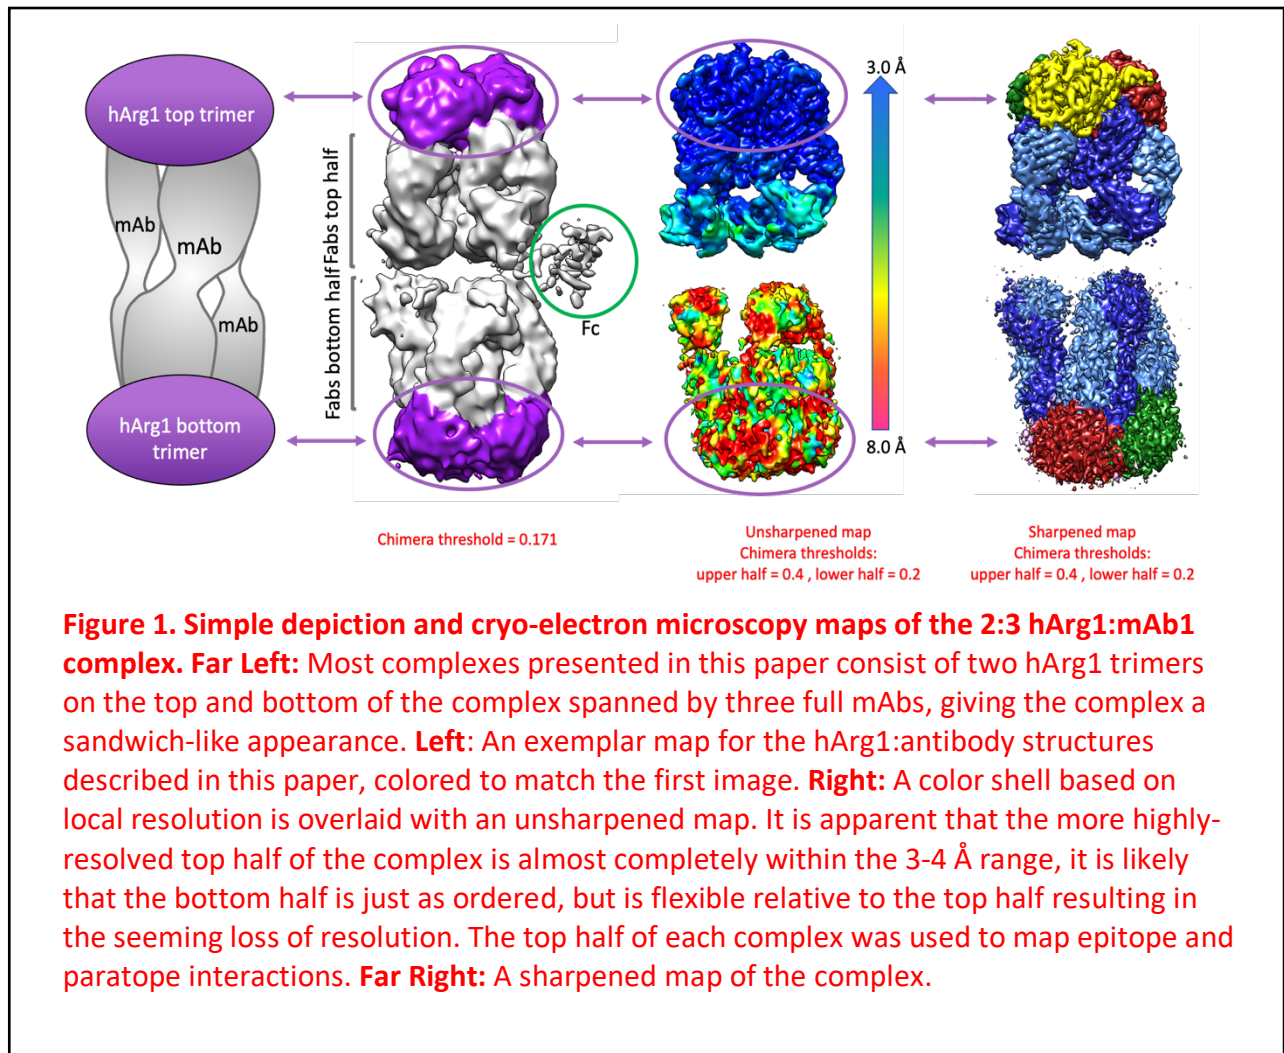 hArg1 top trimer
mAb
mAb
mAb
hArg1 bottom
trimer
Fabs top half
Fabs bottom half
Fc
3.0 Å
8.0 Å
Chimera threshold = 0.171
Unsharpened map
Chimera thresholds:
upper half = 0.4 , lower half = 0.2
Sharpened map
Chimera thresholds:
upper half = 0.4 , lower half = 0.2
Figure 1. Simple depiction and cryo-electron microscopy maps of the 2:3 hArg1:mAb1
complex. Far Left: Most complexes presented in this paper consist of two hArg1 trimers
on the top and bottom of the complex spanned by three full mAbs, giving the complex a
sandwich-like appearance. Left: An exemplar map for the hArg1:antibody structures
described in this paper, colored to match the first image. Right: A color shell based on
local resolution is overlaid with an unsharpened map. It is apparent that the more highly-
resolved top half of the complex is almost completely within the 3-4 Å range, it is likely
that the bottom half is just as ordered, but is flexible relative to the top half resulting in
the seeming loss of resolution. The top half of each complex was used to map epitope and
paratope interactions. Far Right: A sharpened map of the complex.